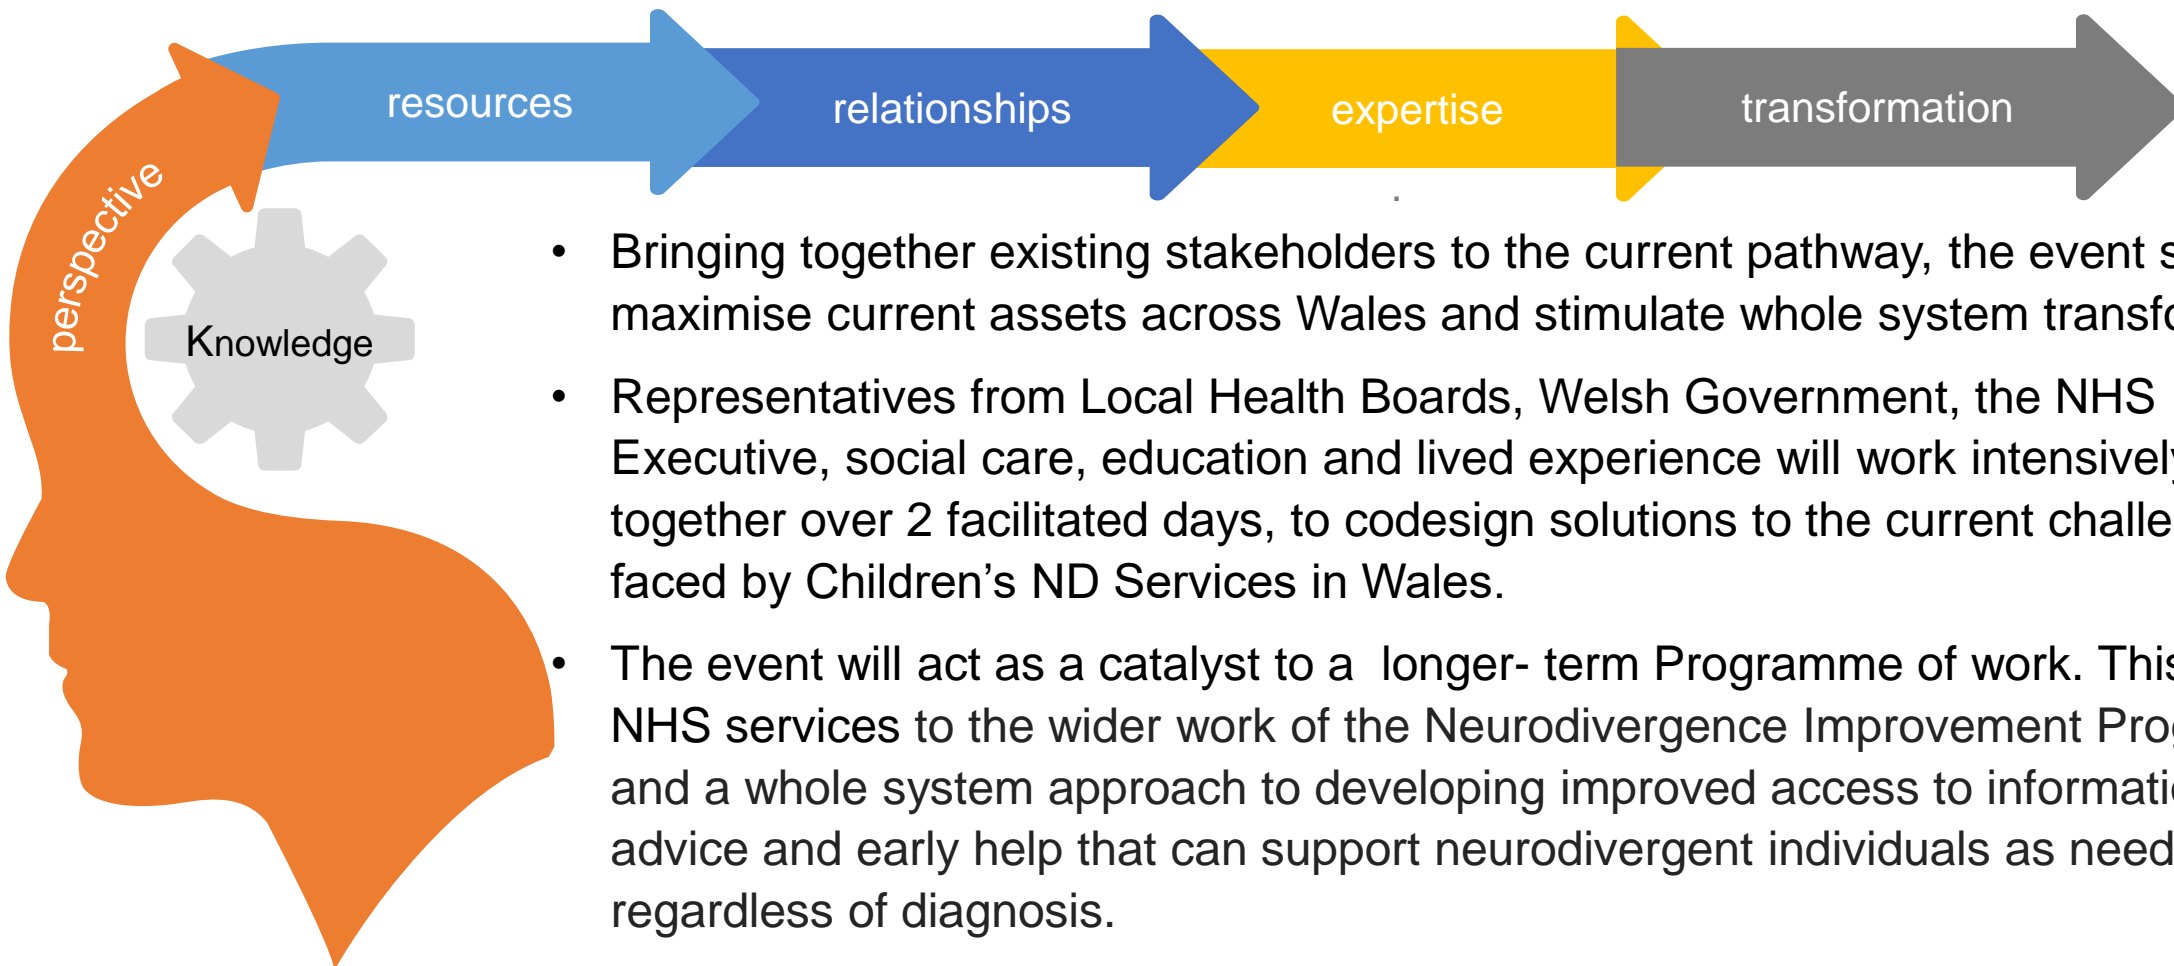 resources
relationships
expertise
transformation
perspective
Knowledge
.
• Bringing together existing stakeholders to the current pathway, the event
maximise current assets across Wales and stimulate whole system
• Representatives from Local Health Boards, Welsh Government, the NHS
Executive, social care, education and lived experience will work intensively
together over 2 facilitated days, to codesign solutions to the current
faced by Children’s ND Services in Wales.
• The event will act as a catalyst to a  longer- term Programme of work. This
NHS services to the wider work of the Neurodivergence Improvement
and a whole system approach to developing improved access to
advice and early help that can support neurodivergent individuals as
regardless of diagnosis.